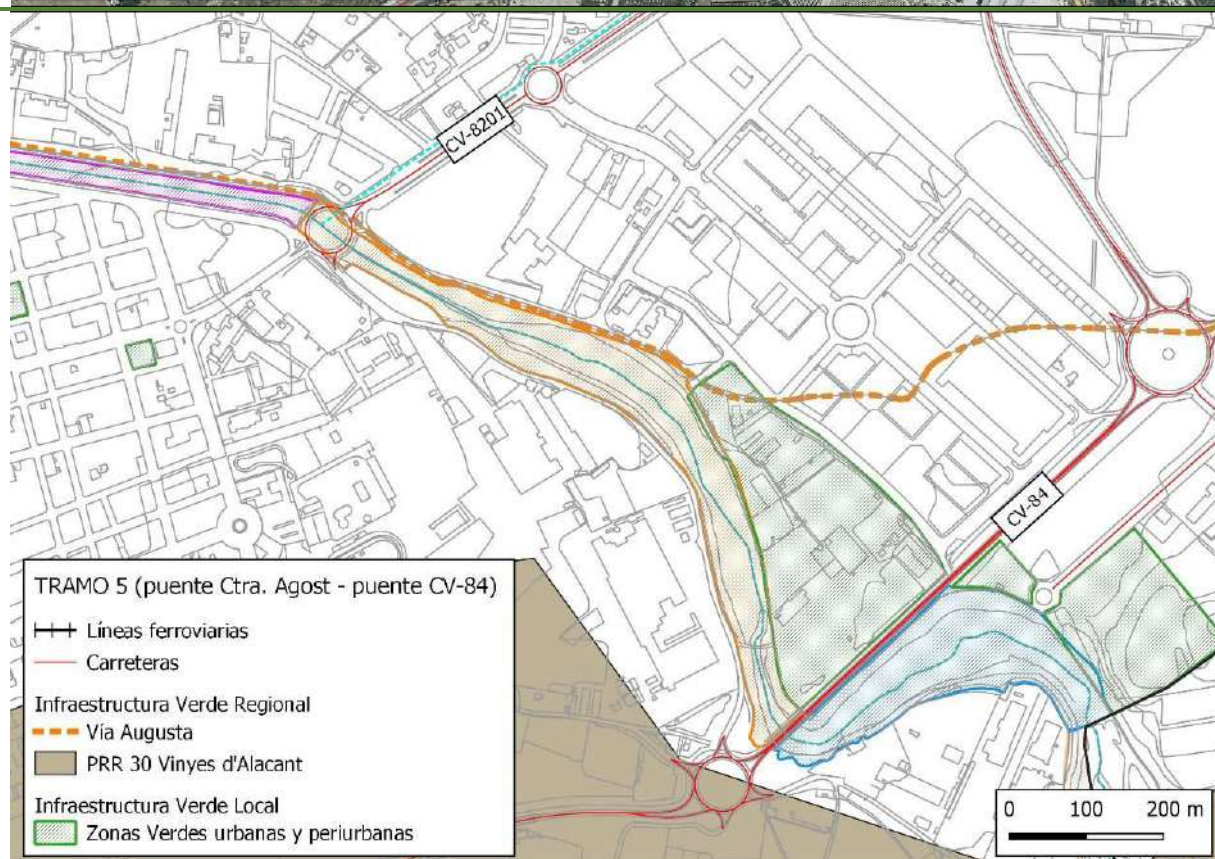 CV-8201
CV-84
TRAMO 5 (puente Ctra. Agost - puente CV-84)
Líneas ferroviarias
Carreteras
Infraestructura Verde Regional
Vía Augusta
PRR 30 Vinyes d'Alacant
Infraestructura Verde Local
Zonas Verdes urbanas y periurbanas
0 100 200 m